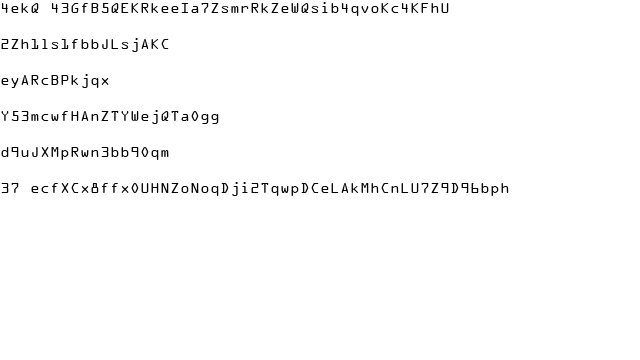 4ekQ 43GfB5QEKRkeeIa7ZsmrRkZeWQsib4qvoKc4KFhU
2Zh1ls1fbbJLsjAKC
eyARcBPkjqx
Y53mcwfHAnZTYWejQTa0gg
d9uJXMpRwn3bb90qm
37 ecfXCx8ffx0UHNZoNoqDji2TqwpDCeLAkMhCnLU7Z9D96bph